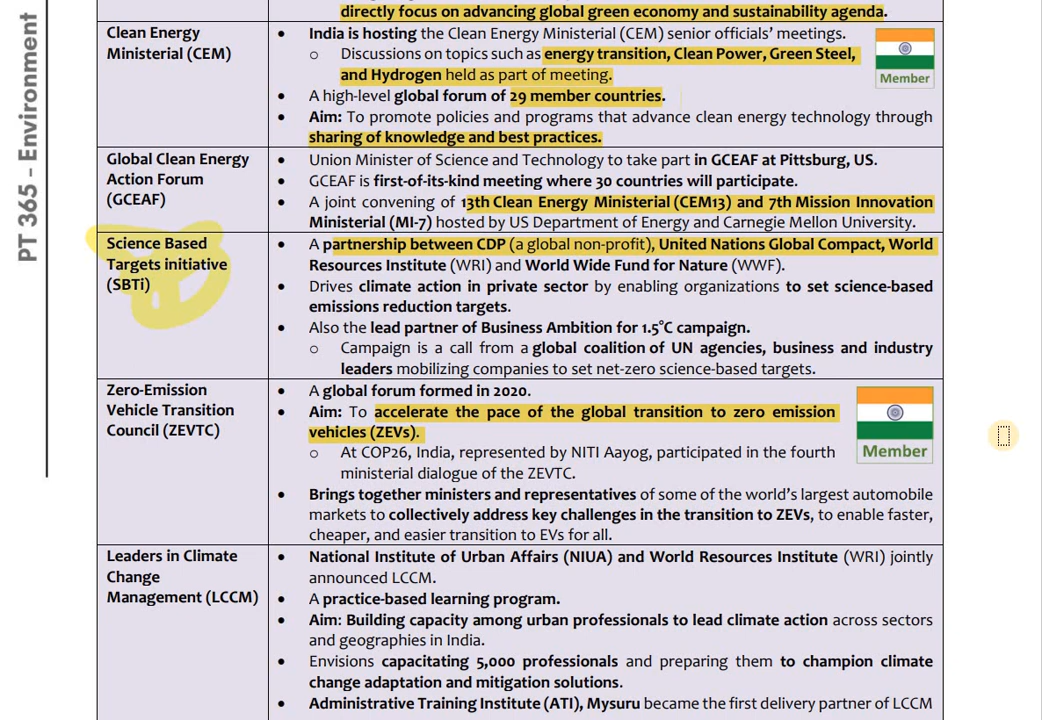 PT 365 - Environment
directly focus on advancing global green economy and sustainability agenda.
Clean Energy
Ministerial (CEM)
• India is hosting the Clean Energy Ministerial (CEM) senior officials' meetings.
o Discussions on topics such as energy transition, Clean Power, Green Steel,
and Hydrogen held as part of meeting.
• A high-level global forum of 29 member countries.
• Aim: To promote policies and programs that advance clean energy technology through
sharing of knowledge and best practices.
Member
Global Clean Energy
Action Forum
(GCEAF)
• Union Minister of Science and Technology to take part in GCEAF at Pittsburg, US.
• GCEAF is first-of-its-kind meeting where 30 countries will participate.
• A joint convening of 13th Clean Energy Ministerial (CEM13) and 7th Mission Innovation
Ministerial (MI-7) hosted by US Department of Energy and Carnegie Mellon University.
Science Based
Targets initiative
(SBTi)
• A partnership between CDP (a global non-profit), United Nations Global Compact, World
Resources Institute (WRI) and World Wide Fund for Nature (WWF).
• Drives climate action in private sector by enabling organizations to set science-based
emissions reduction targets.
• Also the lead partner of Business Ambition for 1.5°C campaign.
o Campaign is a call from a global coalition of UN agencies, business and industry
leaders mobilizing companies to set net-zero science-based targets.
Zero-Emission
Vehicle Transition
Council (ZEVTC)
• A global forum formed in 2020.
• Aim: To accelerate the pace of the global transition to zero emission
vehicles (ZEVs).
o At COP26, India, represented by NITI Aayog, participated in the fourth
ministerial dialogue of the ZEVTC.
• Brings together ministers and representatives of some of the world's largest automobile
markets to collectively address key challenges in the transition to ZEVs, to enable faster,
cheaper, and easier transition to EVs for all.
Member
Leaders in Climate
Change
Management (LCCM)
• National Institute of Urban Affairs (NIUA) and World Resources Institute (WRI) jointly
announced LCCM.
• A practice-based learning program.
• Aim: Building capacity among urban professionals to lead climate action across sectors
and geographies in India.
• Envisions capacitating 5,000 professionals and preparing them to champion climate
change adaptation and mitigation solutions.
• Administrative Training Institute (ATI), Mysuru became the first delivery partner of LCCM